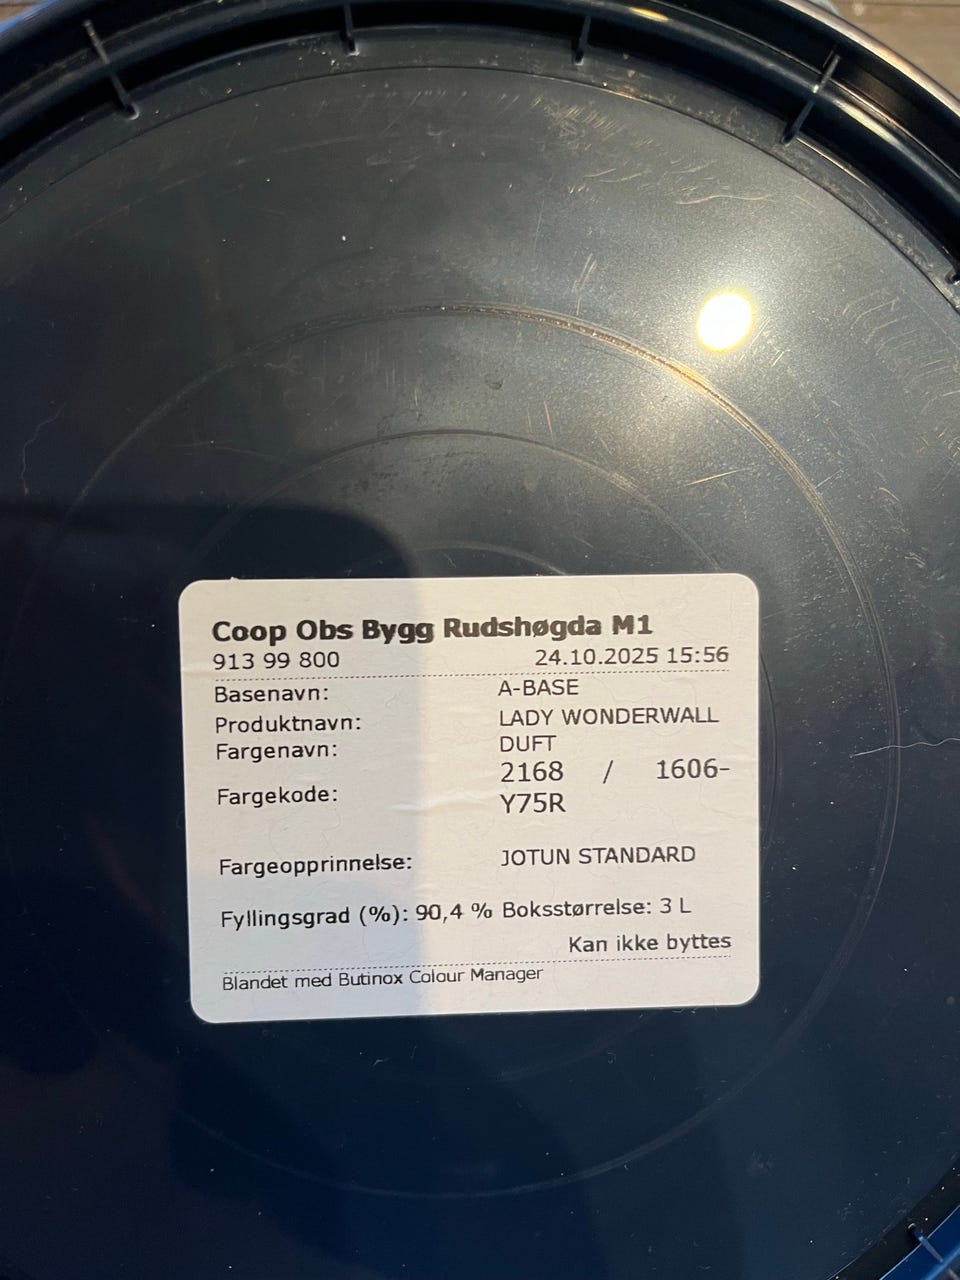 Coop Obs Bygg Rudshøgda M1
913 99 800 24.10.2025 15:56
Basenavn: A-BASE
Produktnavn: LADY WONDERWALL
Fargenavn: DUFT
Fargekode: 2168 / 1606-
Y75R
Fargeopprinnelse: JOTUN STANDARD
Fyllingsgrad (%): 90,4 % Boksstørrelse: 3 L
Kan ikke byttes
Blandet med Butinox Colour Manager